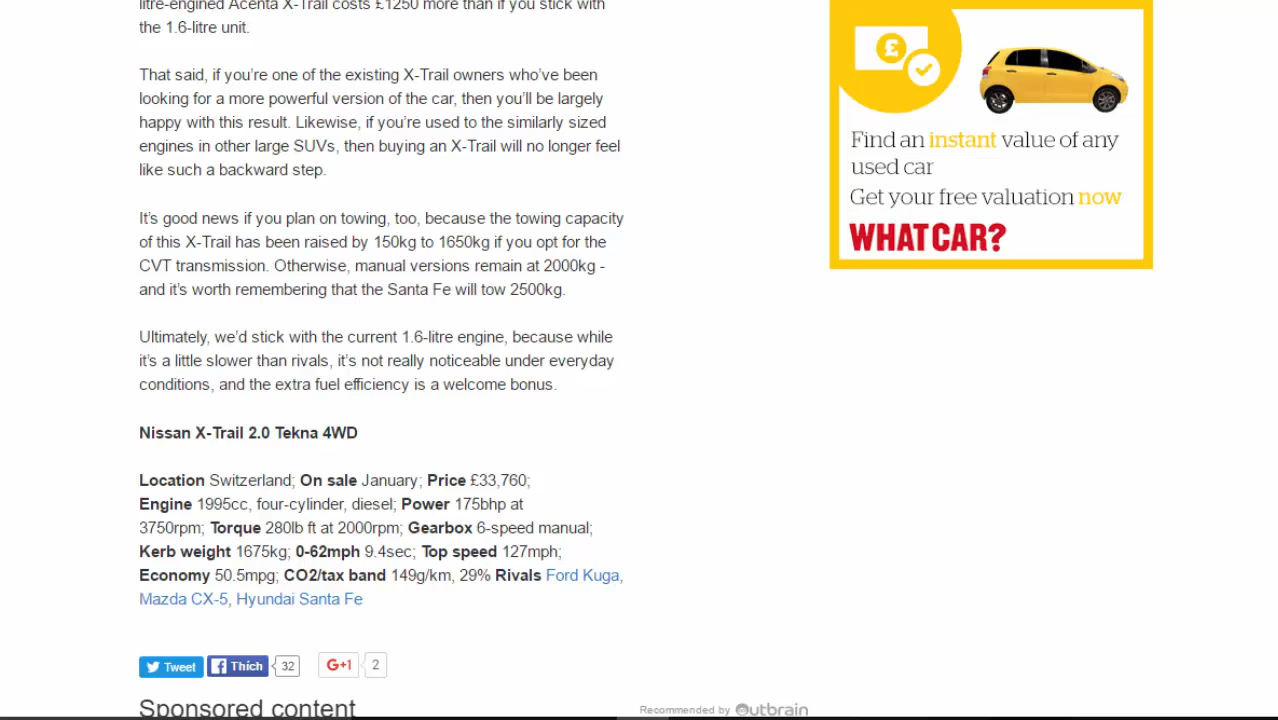 litre-engined Acenta X-Trail costs £1250 more than if you stick with
the 1.6-litre unit.
That said, if you're one of the existing X-Trail owners who've been
looking for a more powerful version of the car, then you'll be largely
happy with this result. Likewise, if you're used to the similarly sized
engines in other large SUVs, then buying an X-Trail will no longer feel
like such a backward step.
It's good news if you plan on towing, too, because the towing capacity
of this X-Trail has been raised by 150kg to 1650kg if you opt for the
CVT transmission. Otherwise, manual versions remain at 2000kg -
and it's worth remembering that the Santa Fe will tow 2500kg.
Ultimately, we'd stick with the current 1.6-litre engine, because while
it's a little slower than rivals, it's not really noticeable under everyday
conditions, and the extra fuel efficiency is a welcome bonus.
Nissan X-Trail 2.0 Tekna 4WD
Location Switzerland; On sale January; Price £33,760;
Engine 1995cc, four-cylinder, diesel; Power 175bhp at
3750rpm; Torque 280lb ft at 2000rpm; Gearbox 6-speed manual;
Kerb weight 1675kg; 0-62mph 9.4sec; Top speed 127mph;
Economy 50.5mpg; CO2/tax band 149g/km, 29% Rivals Ford Kuga,
Mazda CX-5, Hyundai Santa Fe
Tweet Thích 32 G+1 2
Sponsored content
Recommended by Outbrain
£
Find an instant value of any
used car
Get your free valuation now
WHAT CAR?